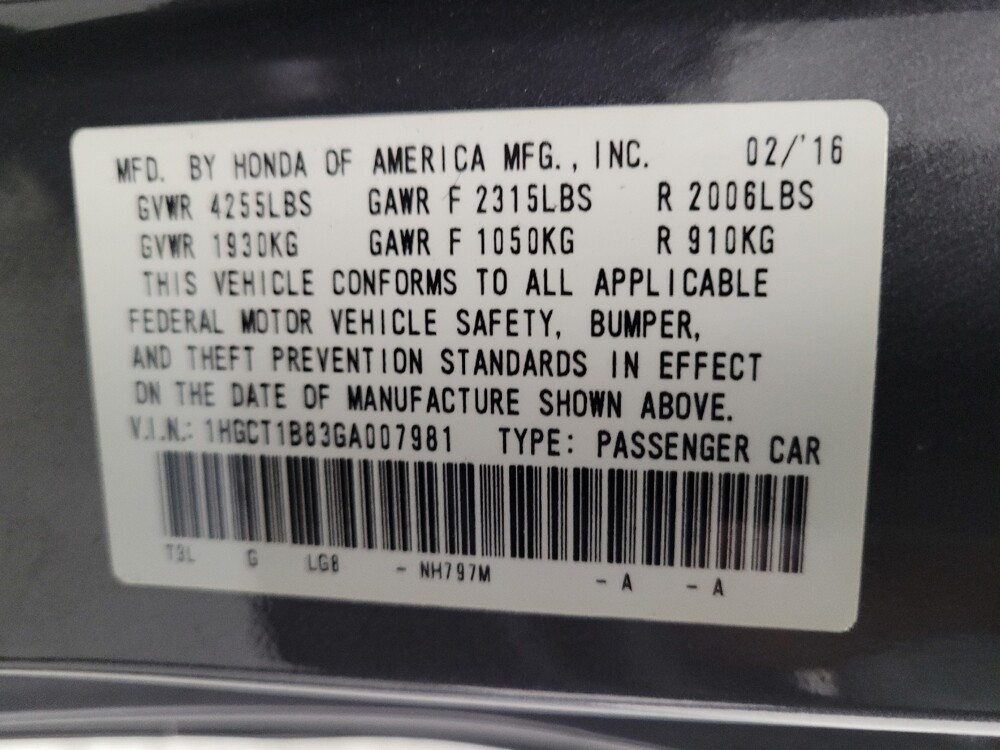 MFD. BY HONDA OF AMERICA MFG., INC. 02/'16
GVWR 4255LBS GAWR F 2315LBS R 2006LBS
GVWR 1930KG GAWR F 1050KG R 910KG
THIS VEHICLE CONFORMS TO ALL APPLICABLE
FEDERAL MOTOR VEHICLE SAFETY, BUMPER,
AND THEFT PREVENTION STANDARDS IN EFFECT
ON THE DATE OF MANUFACTURE SHOWN ABOVE.
V.I.N.: 1HGCT1B83GA007981 TYPE: PASSENGER CAR
T3L G LG8 - NH797M - A - A